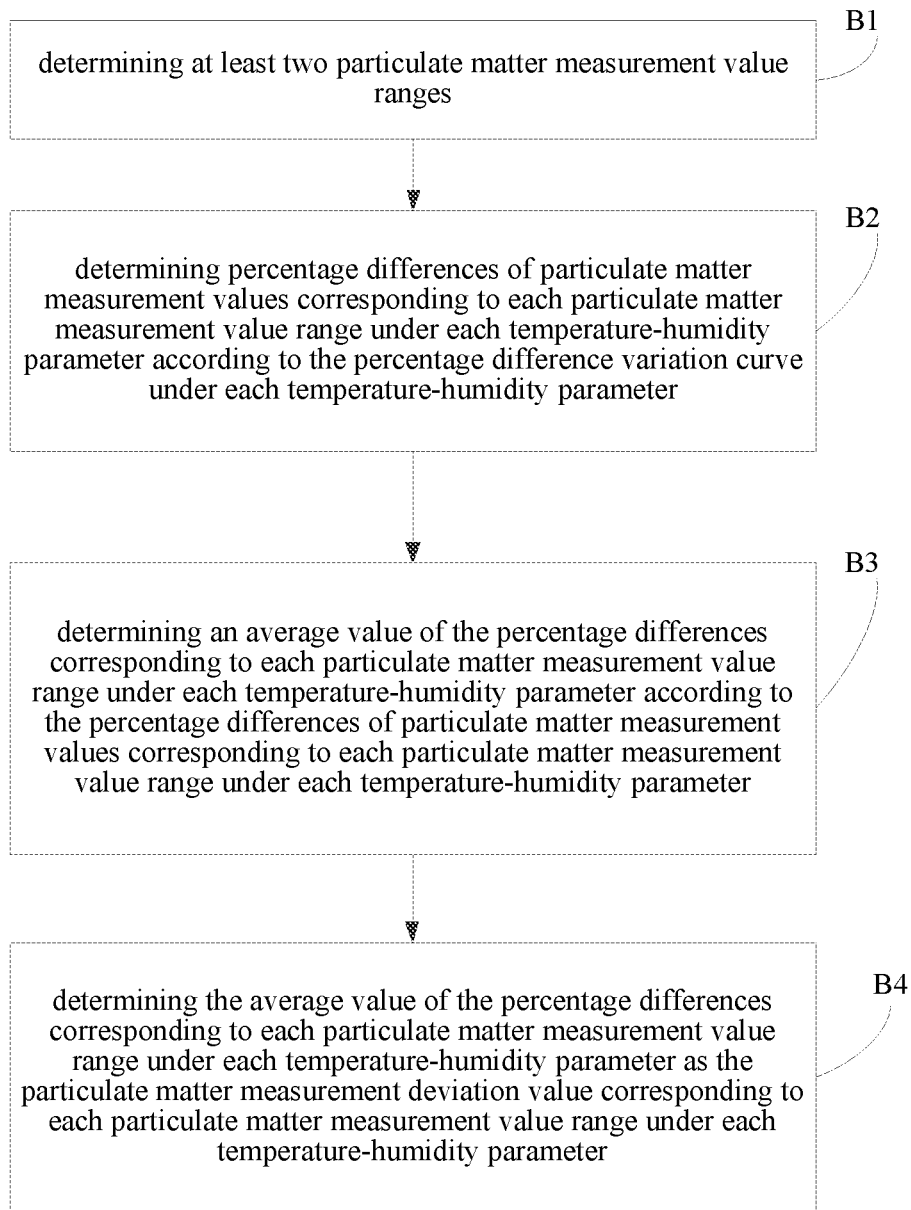 B1
determining at least two particulate matter measurement value
ranges
B2
determining percentage differences of particulate matter
measurement values corresponding to each particulate matter
measurement value range under each temperature-humidity
parameter according to the percentage difference variation curve
under each temperature-humidity parameter
B3
determining an average value of the percentage differences
corresponding to each particulate matter measurement value
range under each temperature-humidity parameter according to
the percentage differences of particulate matter measurement
values corresponding to each particulate matter measurement
value range under each temperature-humidity parameter
B4
determining the average value of the percentage differences
corresponding to each particulate matter measurement value
range under each temperature-humidity parameter as the
particulate matter measurement deviation value corresponding to
each particulate matter measurement value range under each
temperature-humidity parameter